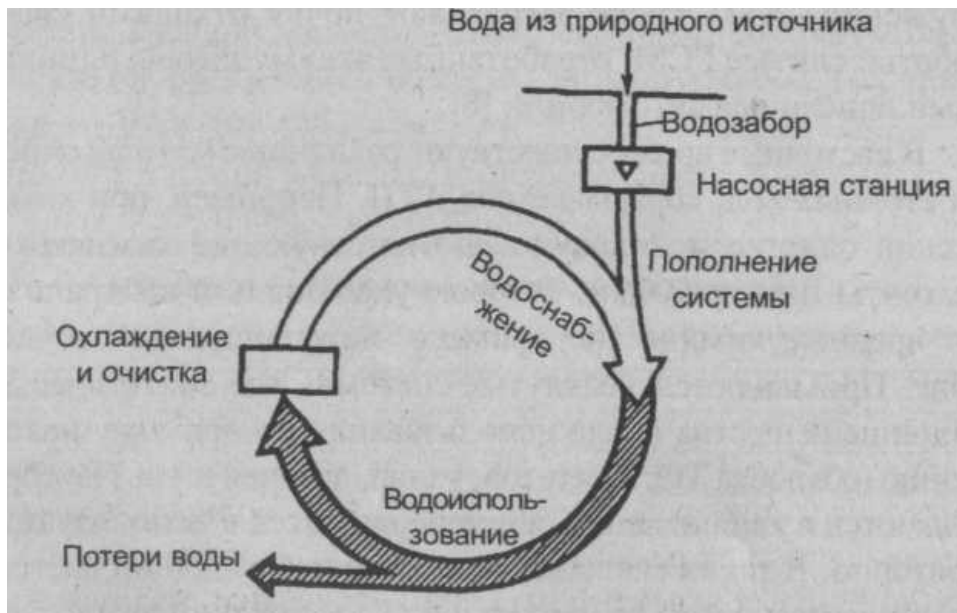 Вода из природного источника
Водозабор
Насосная станция
Пополнение
системы
Водоснаб-
жение
Охлаждение
и очистка
Водоисполь-
зование
Потери воды